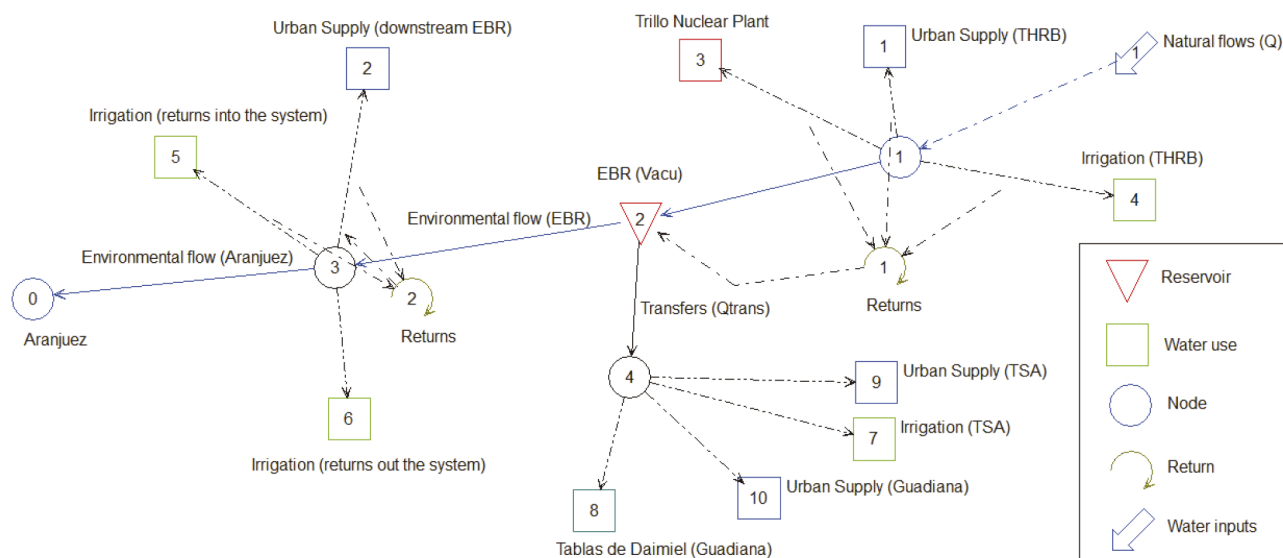 Urban Supply (downstream EBR)
2
Trillo Nuclear Plant
3
Urban Supply (THRB)
1
Natural flows (Q)
1
Irrigation (returns into the system)
5
1
Irrigation (THRB)
4
EBR (Vacu)
2
Environmental flow (EBR)
Environmental flow (Aranjuez)
3
0
Aranjuez
2
Returns
1
Returns
Transfers (Qtrans)
4
Urban Supply (TSA)
9
Irrigation (TSA)
7
6
Irrigation (returns out the system)
Urban Supply (Guadiana)
10
8
Tablas de Daimiel (Guadiana)
Reservoir
Water use
Node
Return
Water inputs